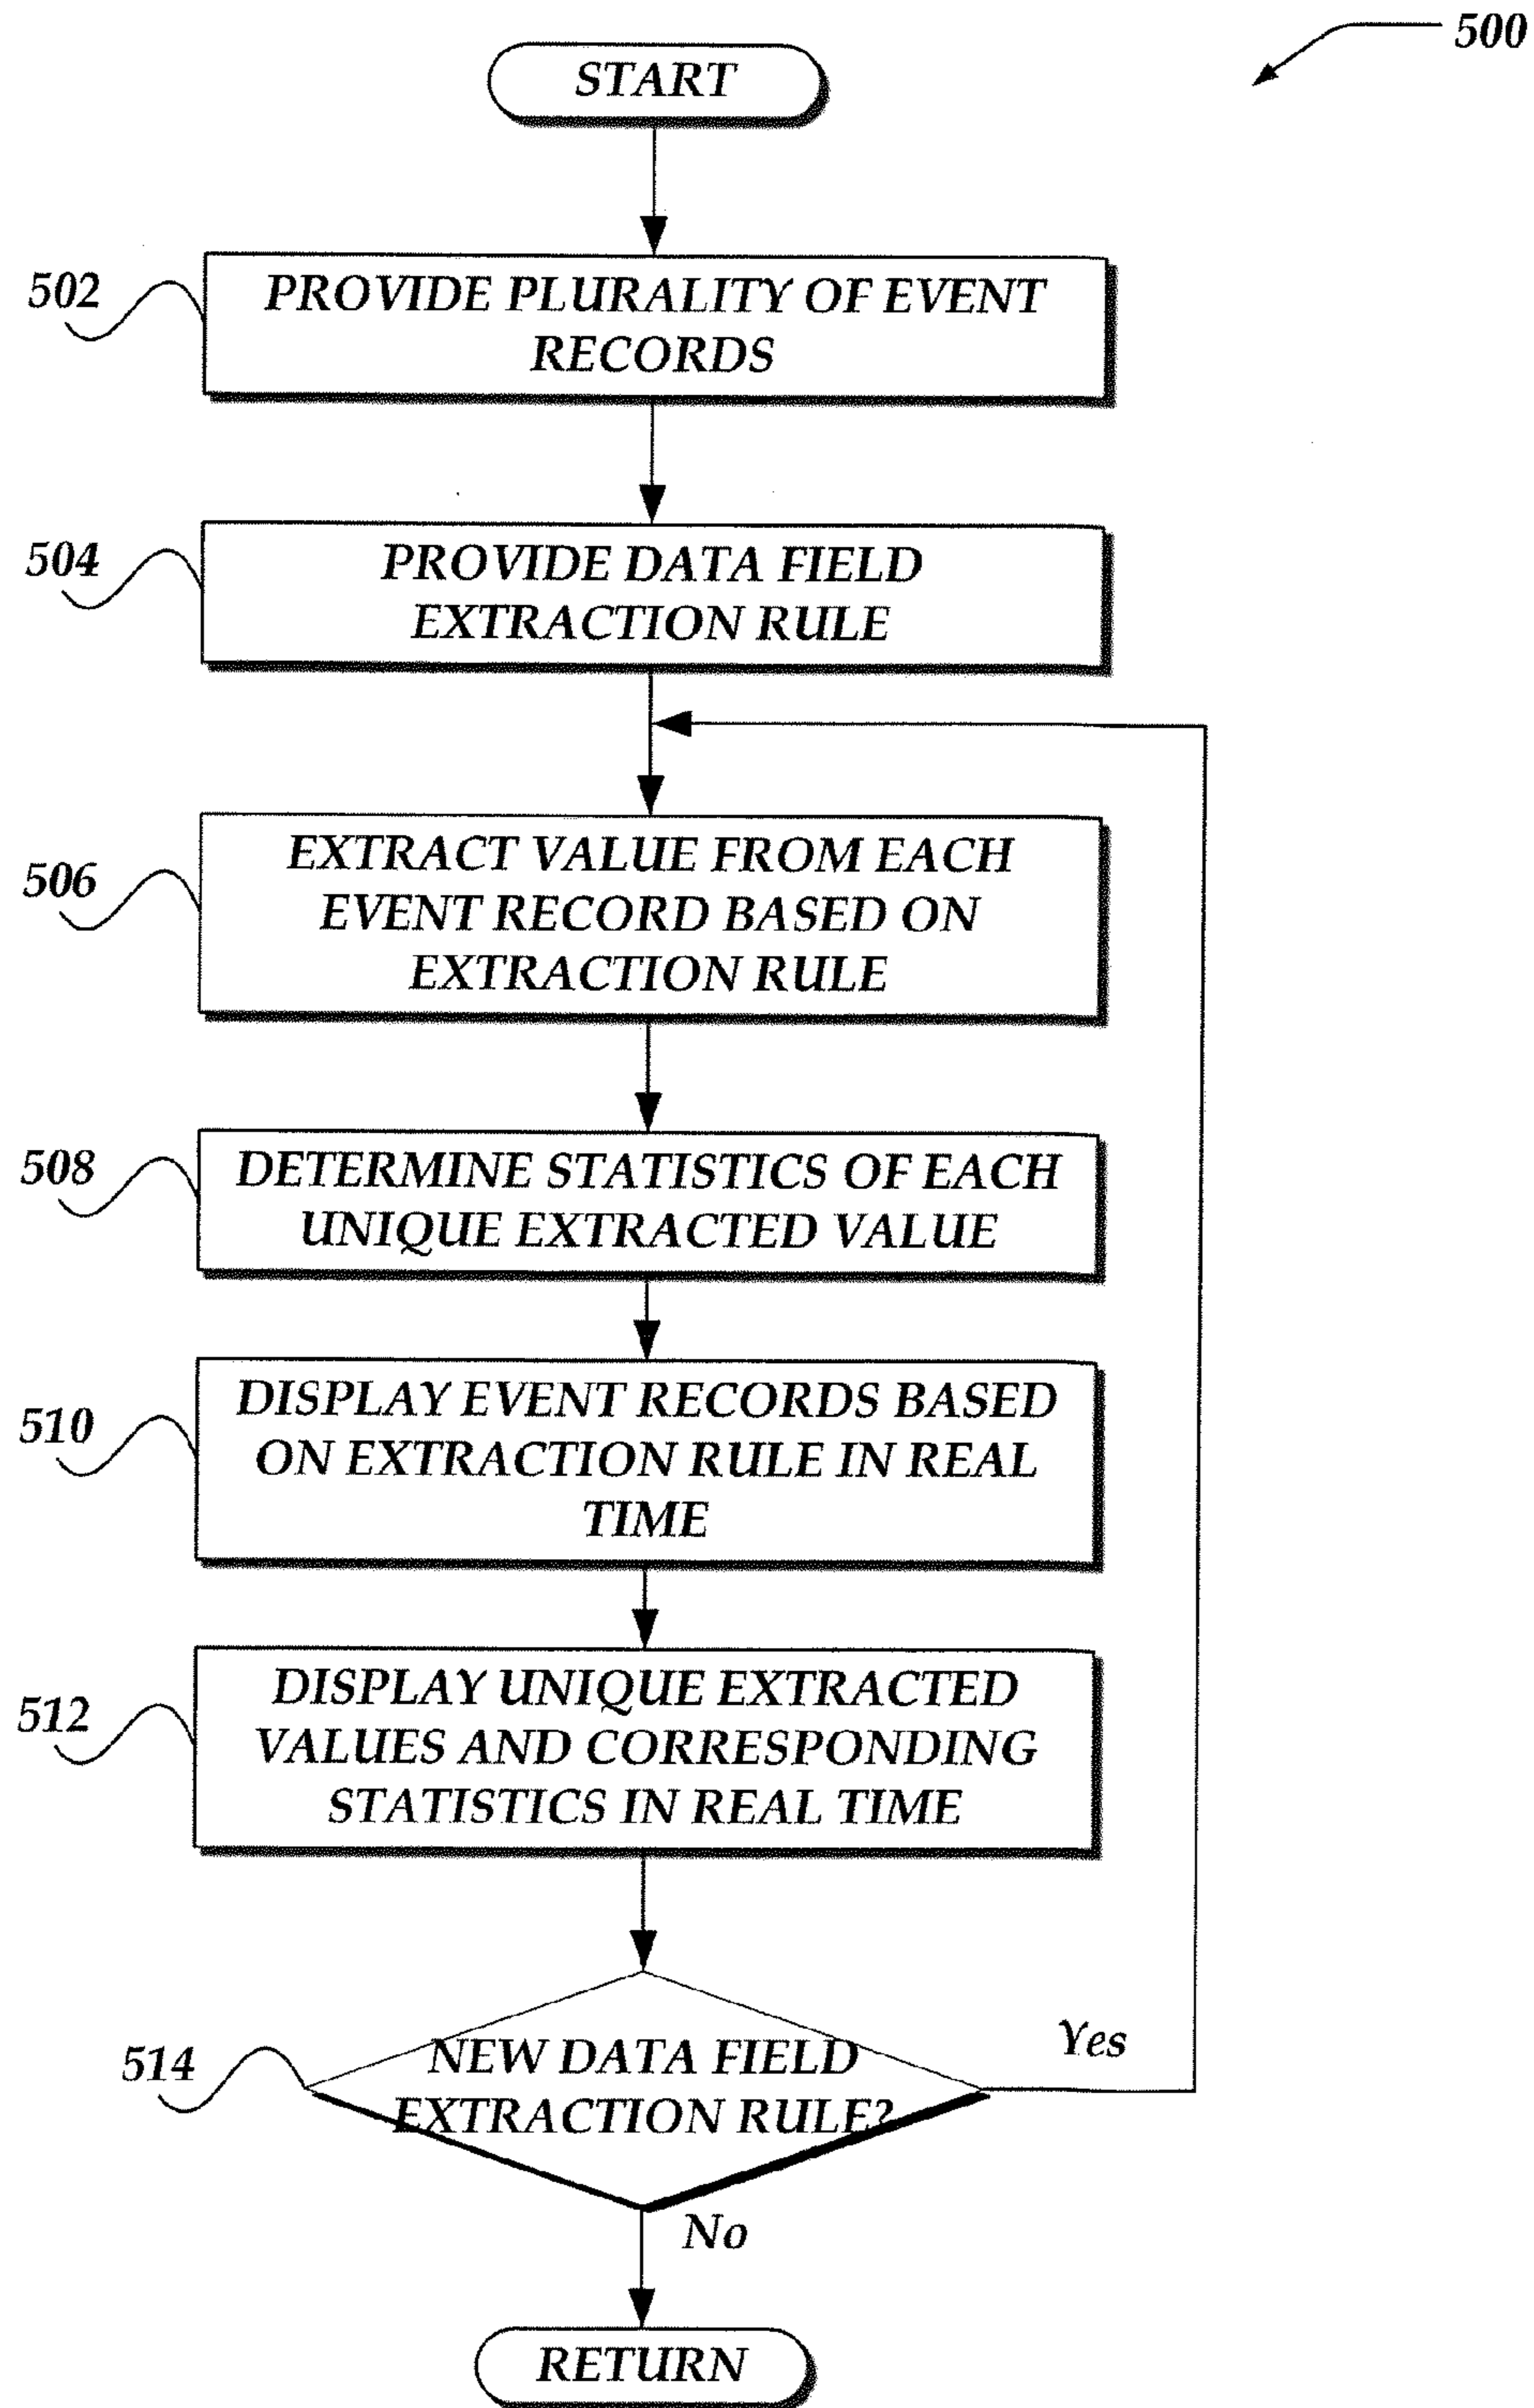 500
START
502
PROVIDE PLURALITY OF EVENT
RECORDS
504
PROVIDE DATA FIELD
EXTRACTION RULE
506
EXTRACT VALUE FROM EACH
EVENT RECORD BASED ON
EXTRACTION RULE
508
DETERMINE STATISTICS OF EACH
UNIQUE EXTRACTED VALUE
510
DISPLAY EVENT RECORDS BASED
ON EXTRACTION RULE IN REAL
TIME
512
DISPLAY UNIQUE EXTRACTED
VALUES AND CORRESPONDING
STATISTICS IN REAL TIME
514
NEW DATA FIELD
EXTRACTION RULE?
Yes
No
RETURN